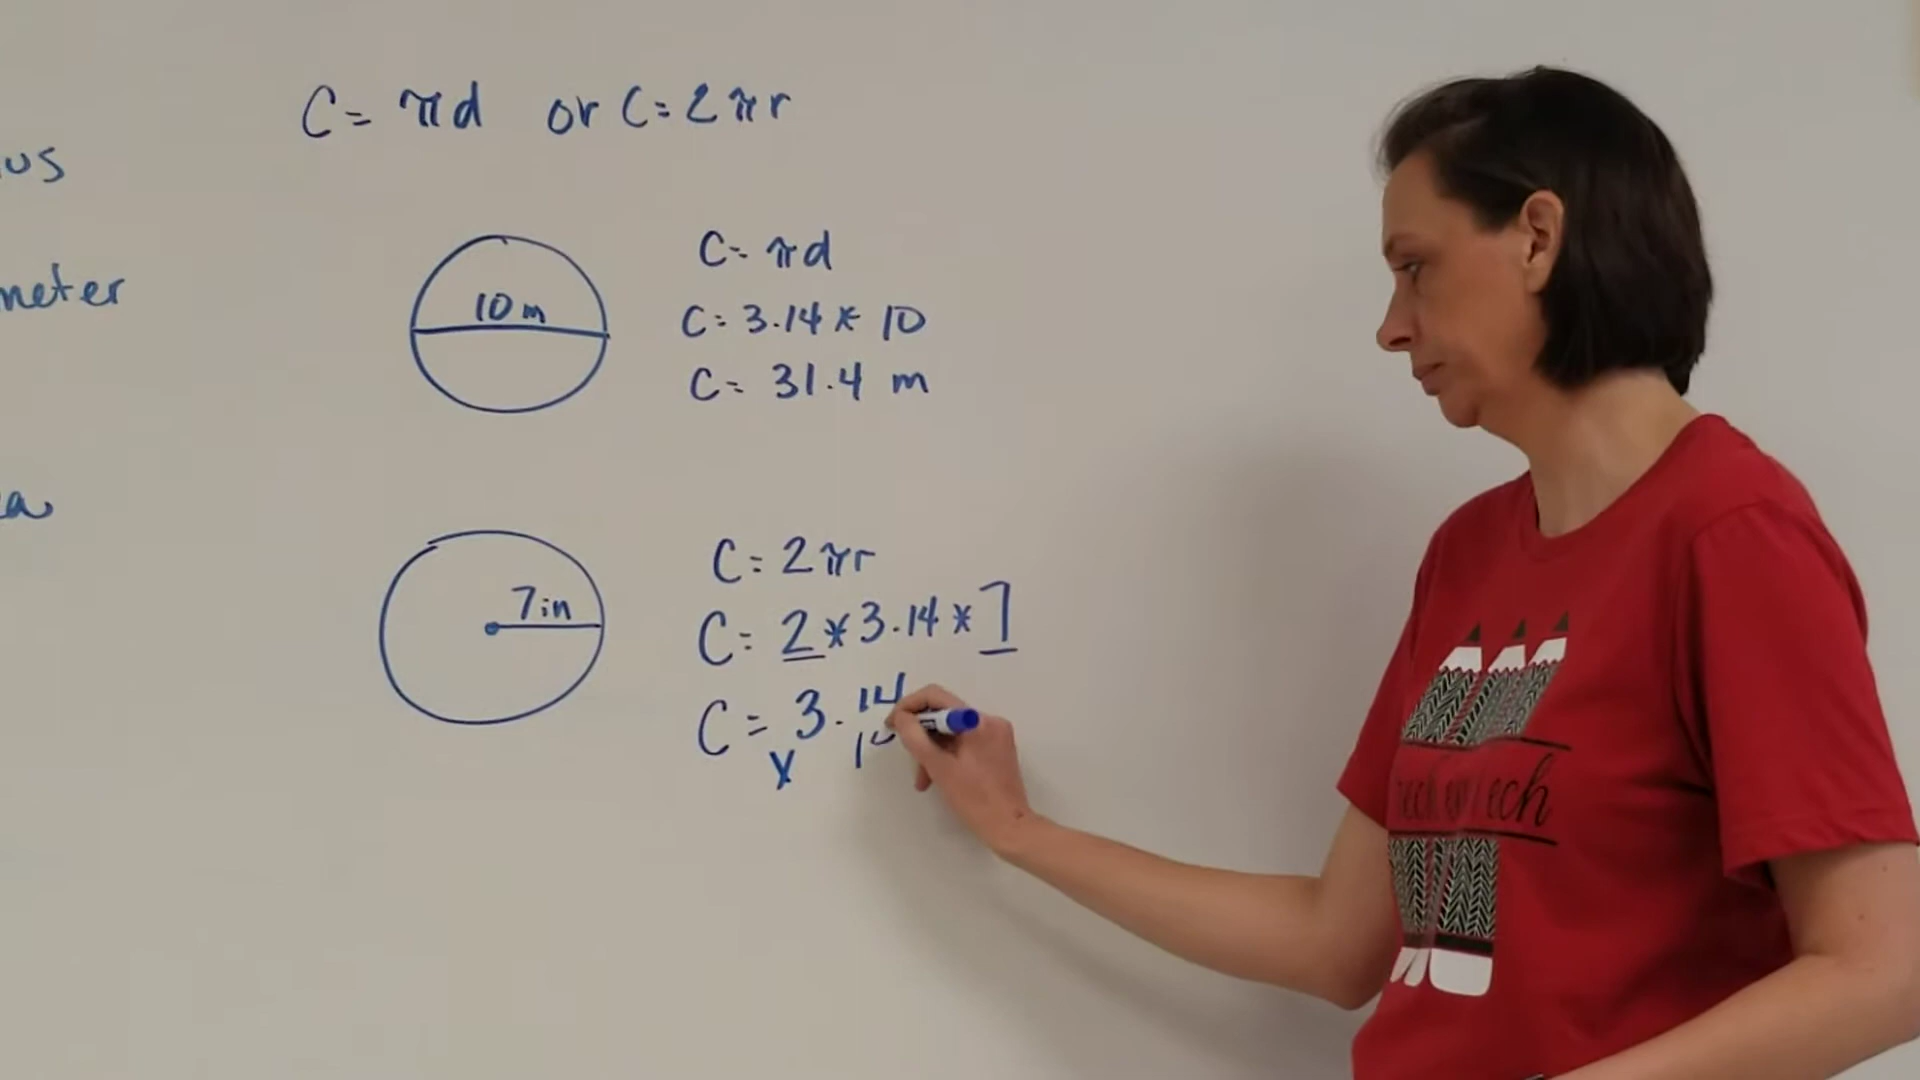 C = πd or C = 2πr
us
meter
a
10 m
C = πd
C = 3.14 * 10
C = 31.4 m
7in
C = 2πr
C = 2 * 3.14 * 7
C = 3.14
x